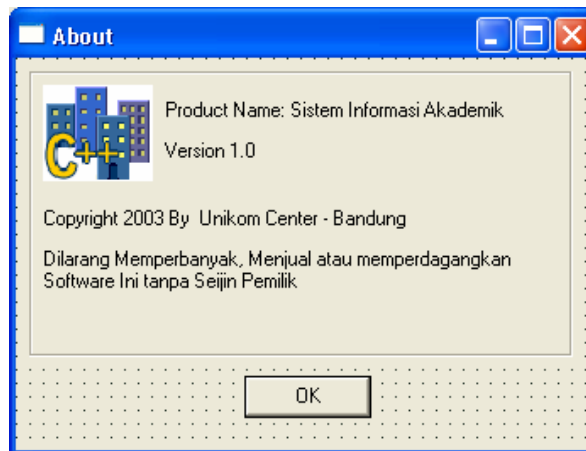 About
Product Name: Sistem Informasi Akademik
C++
Version 1.0
Copyright 2003 By Unikom Center - Bandung
Dilarang Memperbanyak, Menjual atau memperdagangkan
Software Ini tanpa Seijin Pemilik
OK